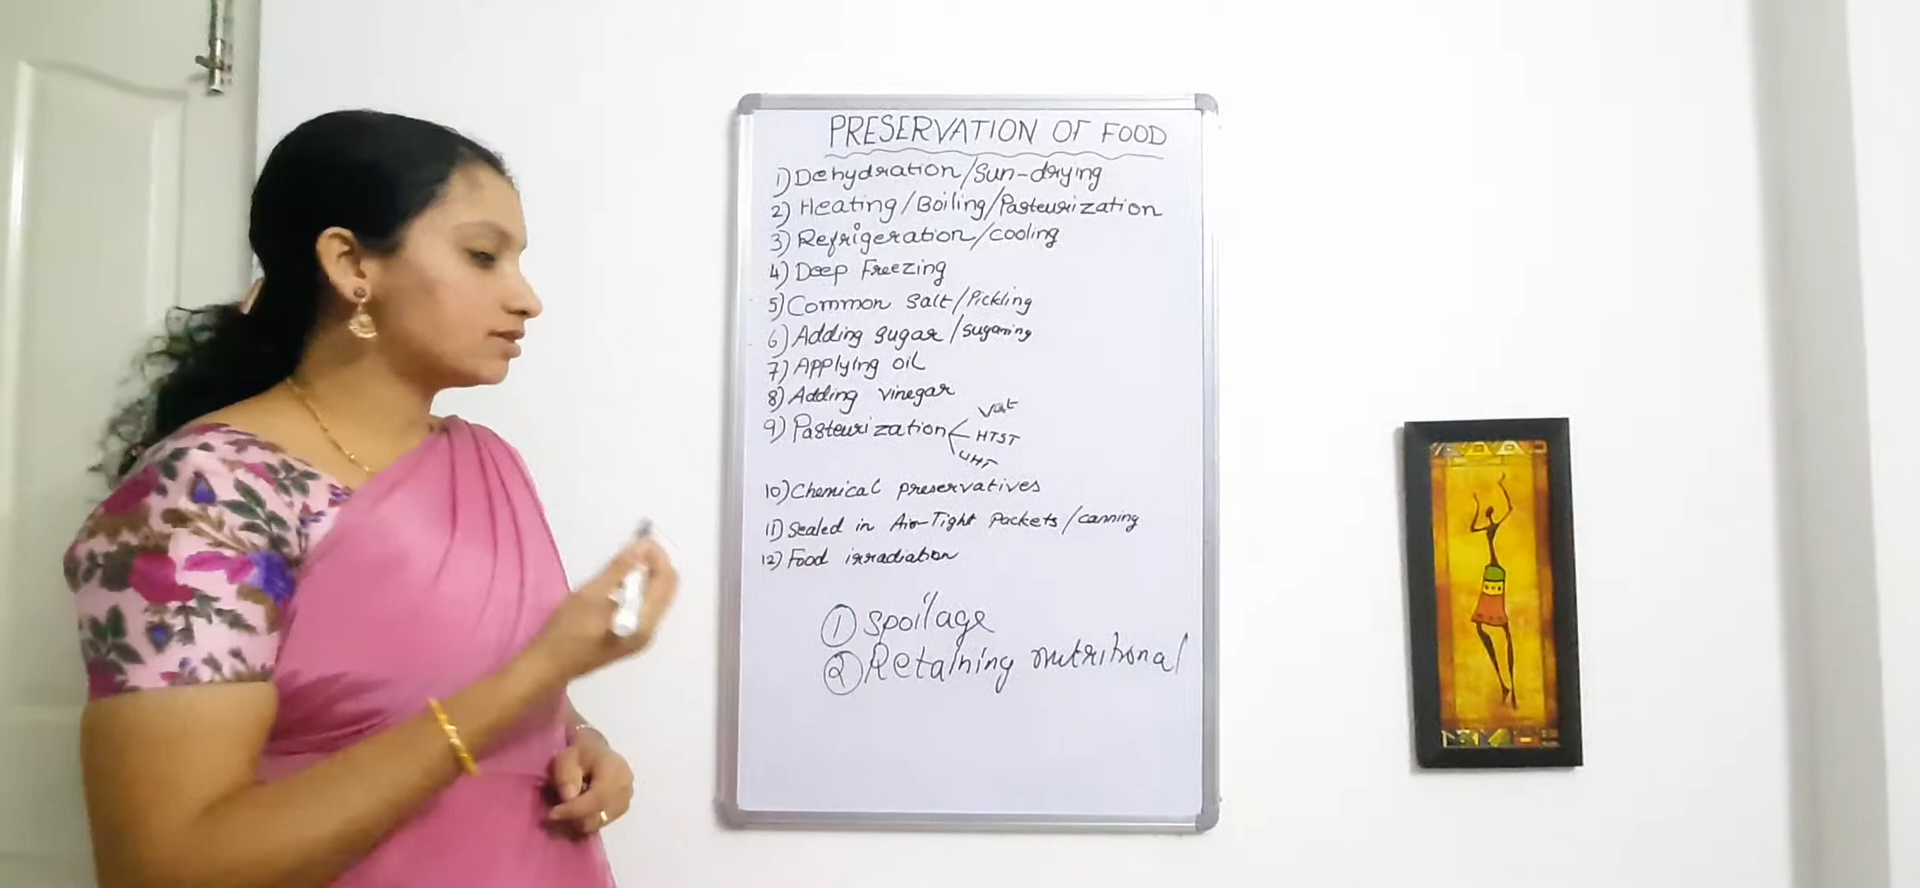 PRESERVATION OF FOOD
1) Dehydration/Sun-drying
2) Heating/Boiling/Pasteurization
3) Refrigeration/cooling
4) Deep Freezing
5) Common Salt/Pickling
6) Adding sugar/sugaring
7) Applying oil
8) Adding vinegar
9) Pasteurization
Vat
HTST
UHT
10) Chemical preservatives
11) Sealed in Air-Tight Packets/canning
12) Food irradiation
1 Spoilage
2 Retaining nutritional